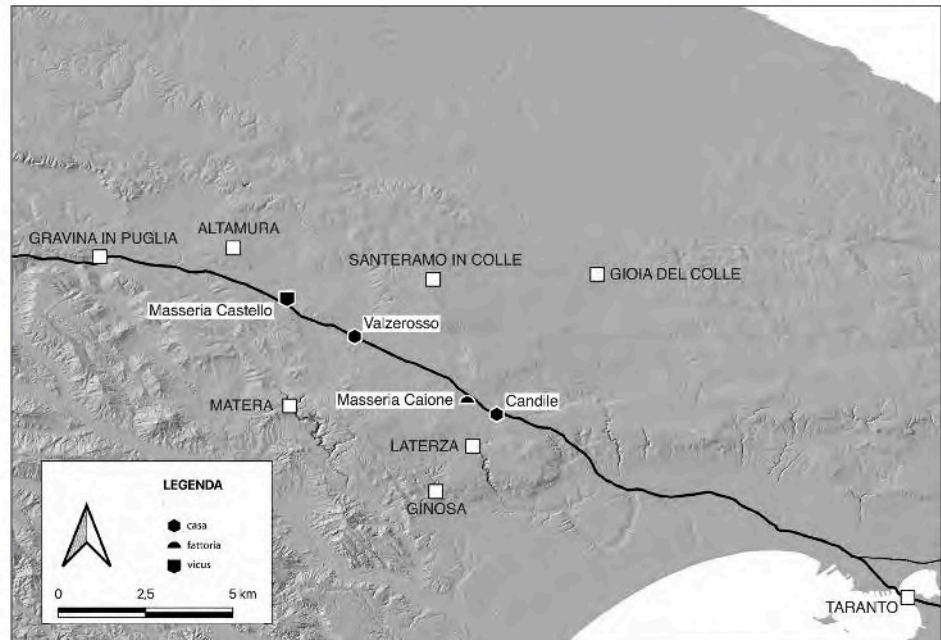 ALTAMURA
GRAVINA IN PUGLIA
SANTERAMO IN COLLE
GIOIA DEL COLLE
Masseria Castello
Valzerosso
MATERA
Masseria Caione
Candile
LATERZA
GINOSA
TARANTO
LEGENDA
casa
fattoria
vicus
0 2,5 5 km